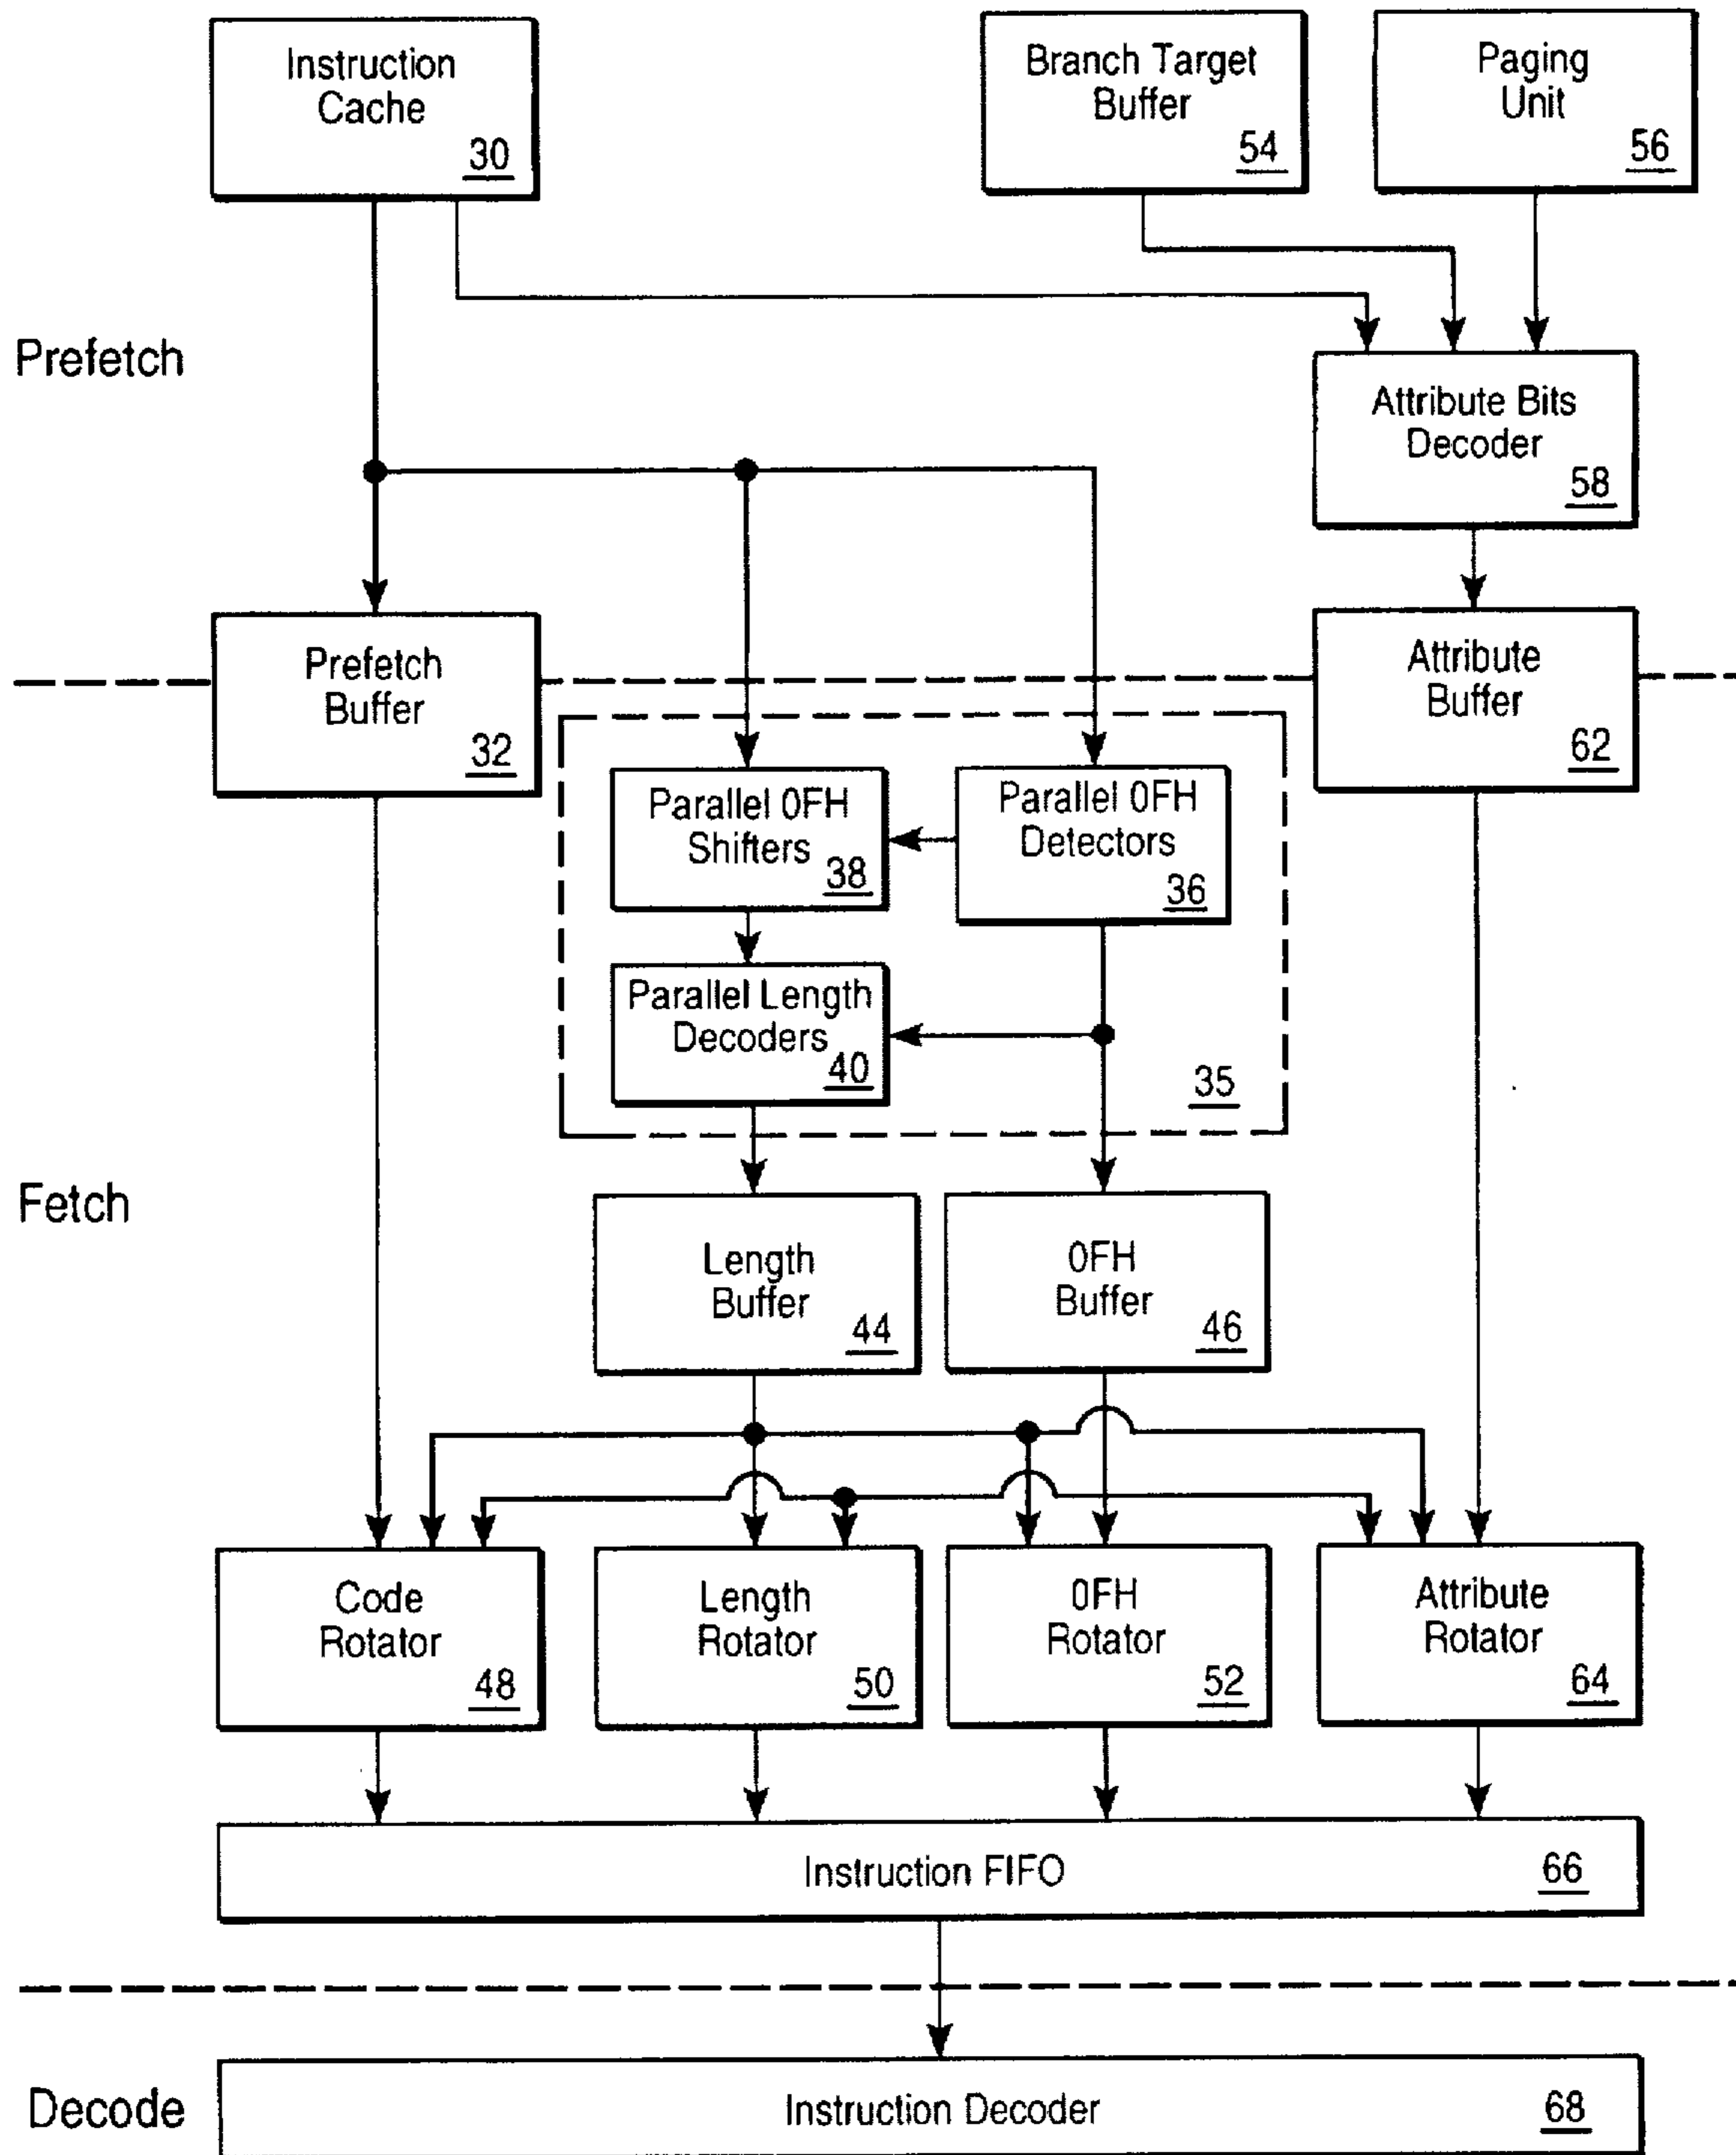 Instruction
Cache
30
Branch Target
Buffer
54
Paging
Unit
56
Prefetch
Attribute Bits
Decoder
58
Prefetch
Buffer
32
Attribute
Buffer
62
Parallel 0FH
Shifters
38
Parallel 0FH
Detectors
36
Parallel Length
Decoders
40
35
Fetch
Length
Buffer
44
0FH
Buffer
46
Code
Rotator
48
Length
Rotator
50
0FH
Rotator
52
Attribute
Rotator
64
Instruction FIFO
66
Decode
Instruction Decoder
68